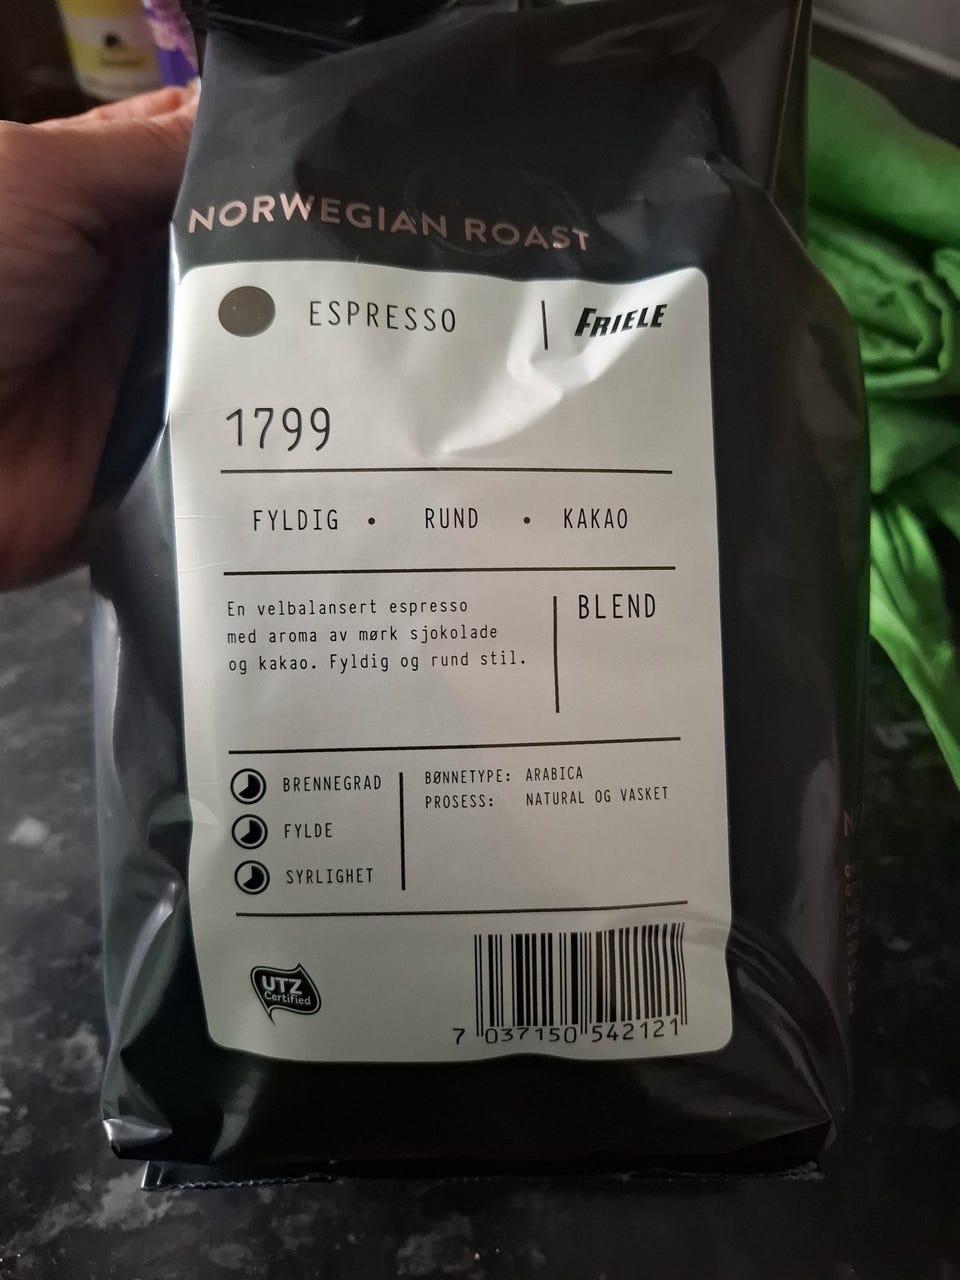 NORWEGIAN ROAST
ESPRESSO | FRIELE
1799
FYLDIG • RUND • KAKAO
En velbalansert espresso
med aroma av mørk sjokolade
og kakao. Fyldig og rund stil.
BLEND
BRENNEGRAD
FYLDE
SYRLIGHET
BØNNETYPE: ARABICA
PROSESS: NATURAL OG VASKET
UTZ
Certified
7 037150 542121